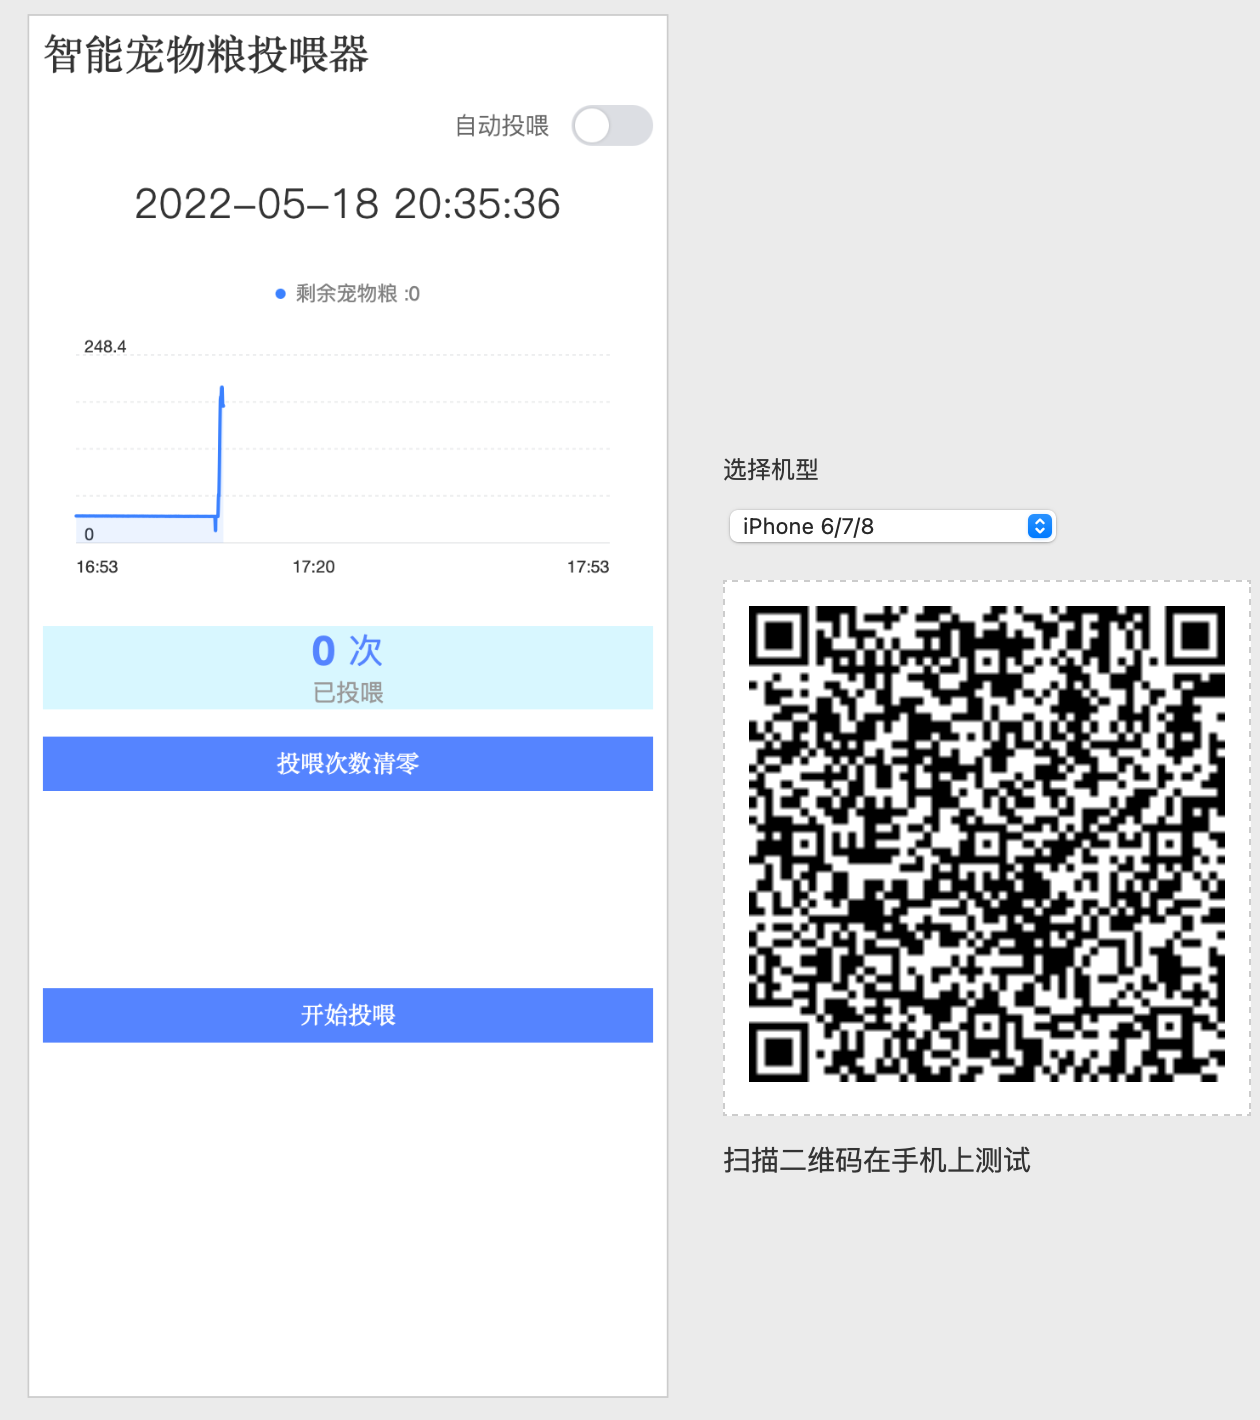 智能宠物粮投喂器
自动投喂
2022-05-18 20:35:36
剩余宠物粮 :0
248.4
0
16:53 17:20 17:53
0 次
已投喂
投喂次数清零
开始投喂
选择机型
iPhone 6/7/8
扫描二维码在手机上测试